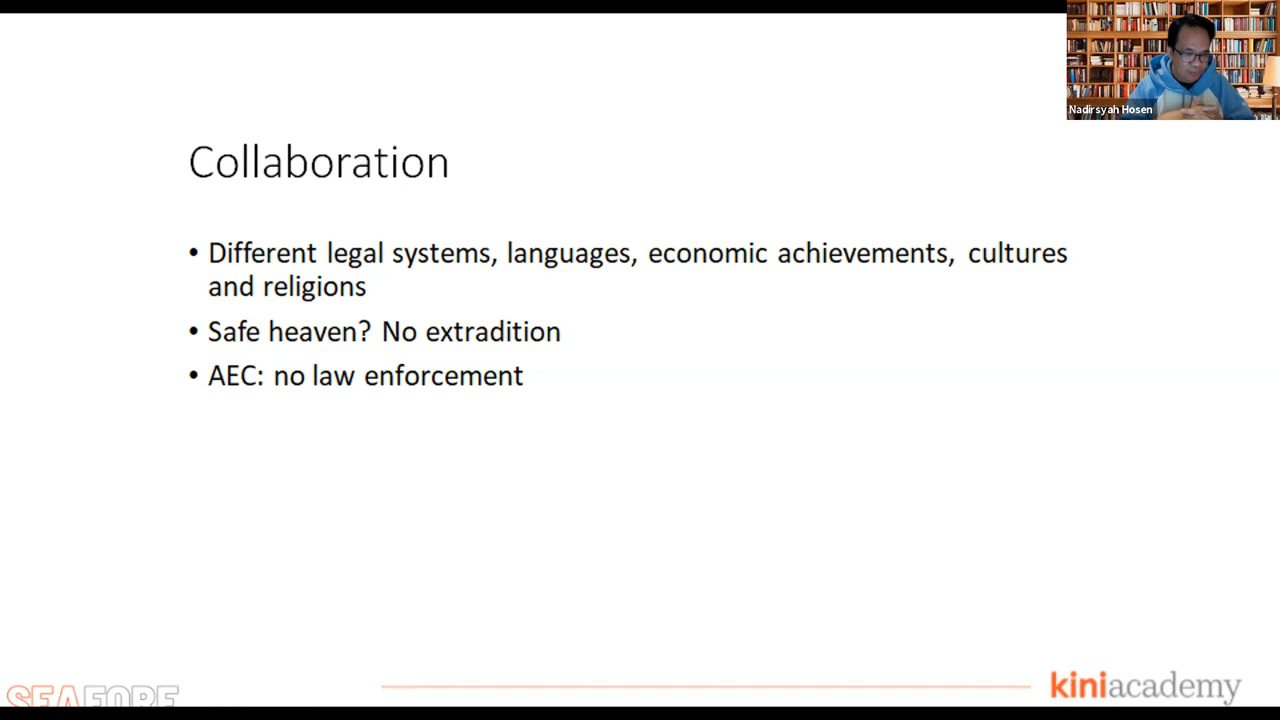 Nadirsyah Hosen
Collaboration
• Different legal systems, languages, economic achievements, cultures
and religions
• Safe heaven? No extradition
• AEC: no law enforcement
SEAFORE
kiniacademy